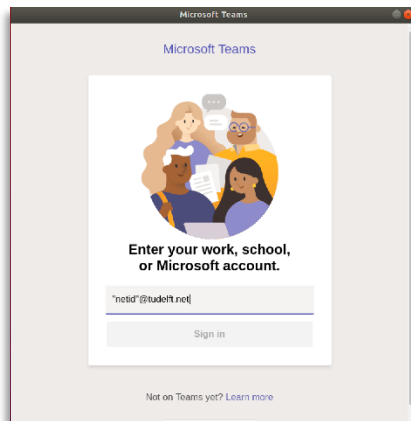 Microsoft Teams
Microsoft Teams
Enter your work, school,
or Microsoft account.
"netid"@tudelft.net
Sign in
Not on Teams yet? Learn more